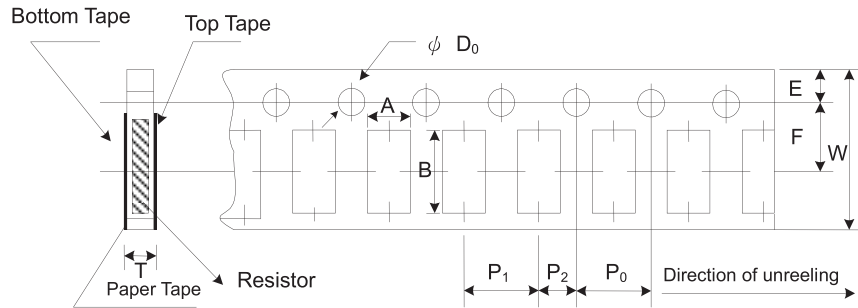 Bottom Tape
Top Tape
ψ D₀
A
E
F
B
W
T
P₁
P₂
P₀
Direction of unreeling
Resistor
Paper Tape